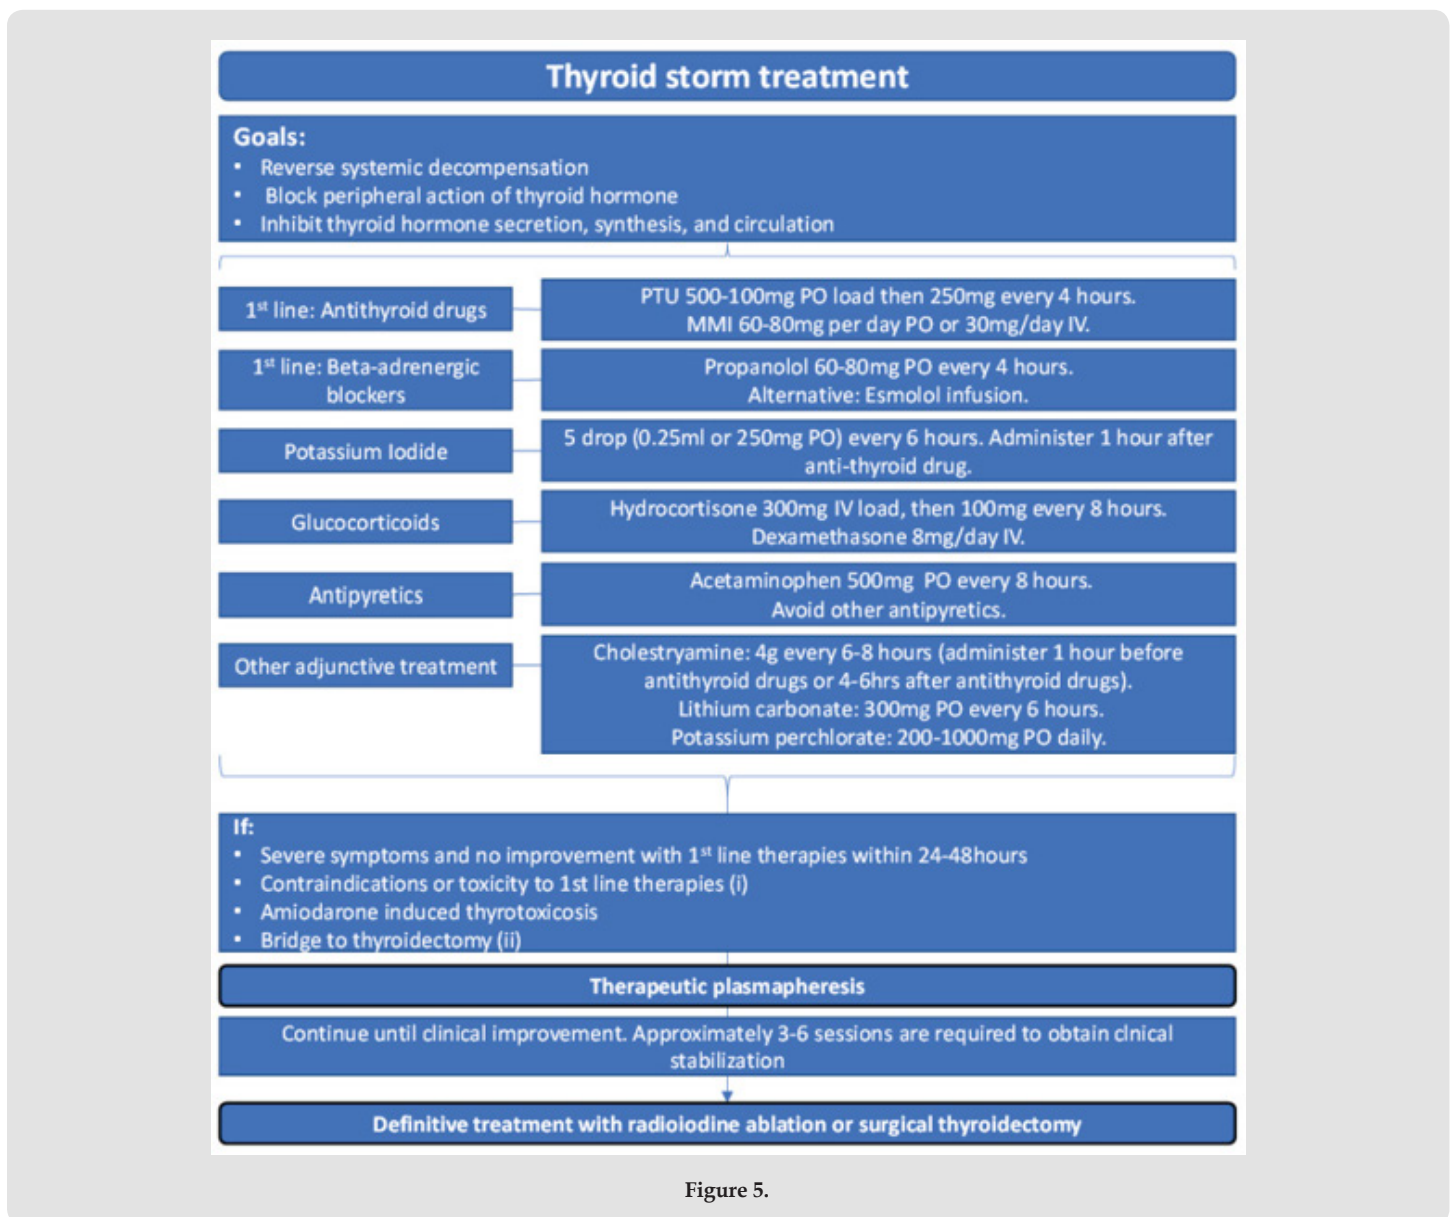 Thyroid storm treatment
Goals:
• Reverse systemic decompensation
• Block peripheral action of thyroid hormone
• Inhibit thyroid hormone secretion, synthesis, and circulation
1st line: Antithyroid drugs
PTU 500-100mg PO load then 250mg every 4 hours.
MMI 60-80mg per day PO or 30mg/day IV.
1st line: Beta-adrenergic
blockers
Propanolol 60-80mg PO every 4 hours.
Alternative: Esmolol infusion.
Potassium Iodide
5 drop (0.25ml or 250mg PO) every 6 hours. Administer 1 hour after
anti-thyroid drug.
Glucocorticoids
Hydrocortisone 300mg IV load, then 100mg every 8 hours.
Dexamethasone 8mg/day IV.
Antipyretics
Acetaminophen 500mg PO every 8 hours.
Avoid other antipyretics.
Other adjunctive treatment
Cholestryamine: 4g every 6-8 hours (administer 1 hour before
antithyroid drugs or 4-6hrs after antithyroid drugs).
Lithium carbonate: 300mg PO every 6 hours.
Potassium perchlorate: 200-1000mg PO daily.
If:
• Severe symptoms and no improvement with 1st line therapies within 24-48hours
• Contraindications or toxicity to 1st line therapies (i)
• Amiodarone induced thyrotoxicosis
• Bridge to thyroidectomy (ii)
Therapeutic plasmapheresis
Continue until clinical improvement. Approximately 3-6 sessions are required to obtain clnical
stabilization
Definitive treatment with radioiodine ablation or surgical thyroidectomy
Figure 5.